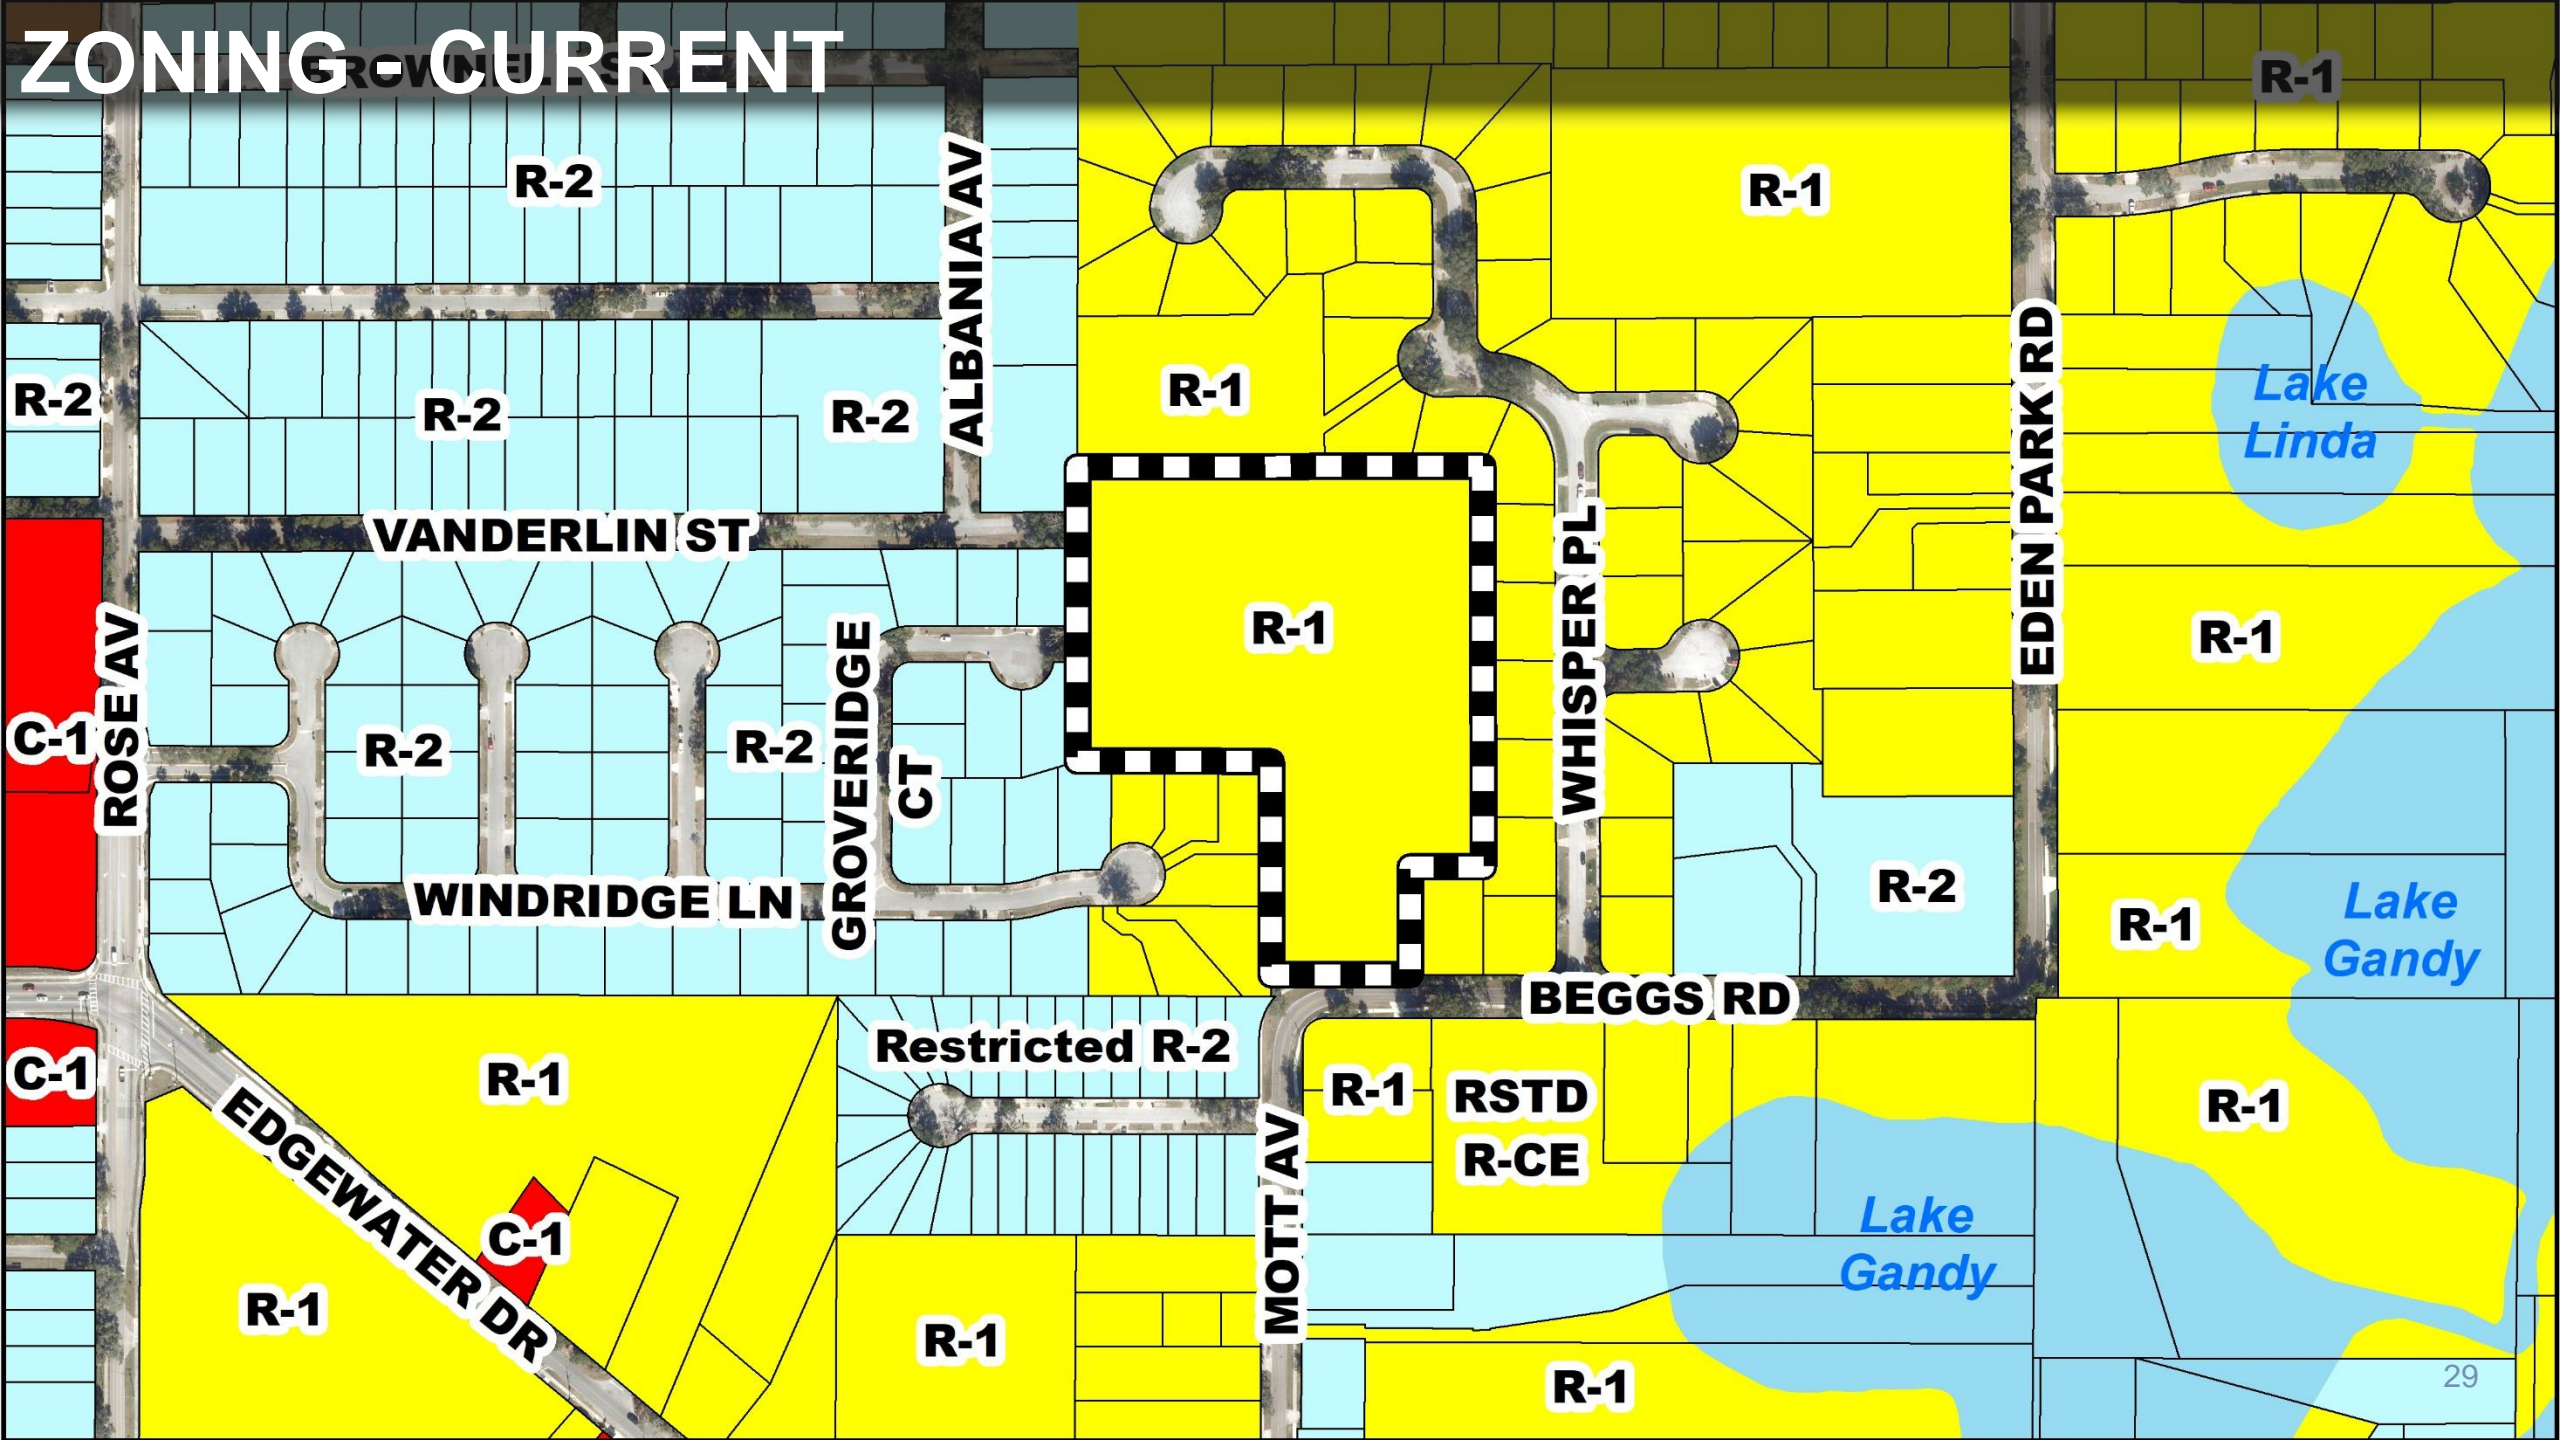 ZONING - CURRENT
BROWNELL ST
R-1
R-2
ALBANIA AV
R-1
R-2
R-2
R-2
R-1
EDEN PARK RD
Lake
Linda
VANDERLIN ST
WHISPER PL
R-1
R-1
ROSE AV
C-1
R-2
R-2
GROVERIDGE
CT
WINDRIDGE LN
R-2
R-1
Lake
Gandy
BEGGS RD
C-1
R-1
Restricted R-2
R-1
RSTD
R-CE
R-1
EDGEWATER DR
C-1
MOTT AV
Lake
Gandy
R-1
R-1
R-1
29